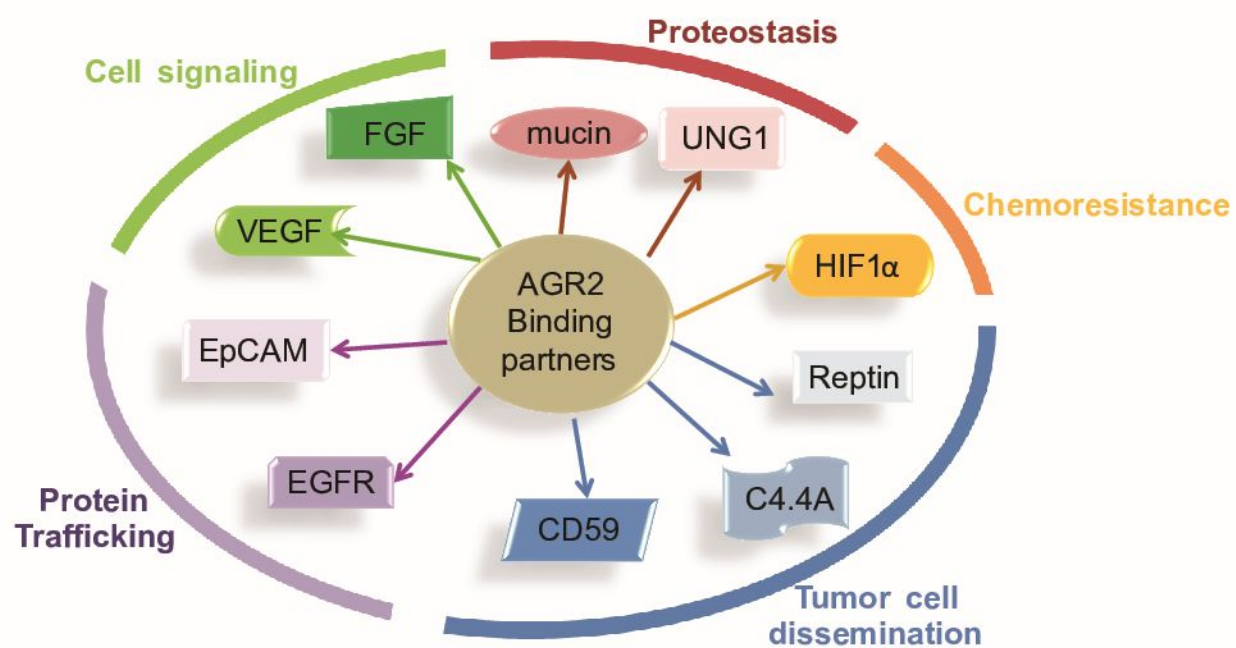 Proteostasis
Cell signaling
FGF
mucin
UNG1
Chemoresistance
VEGF
HIF1α
AGR2
Binding
partners
EpCAM
Reptin
EGFR
C4.4A
CD59
Protein
Trafficking
Tumor cell
dissemination